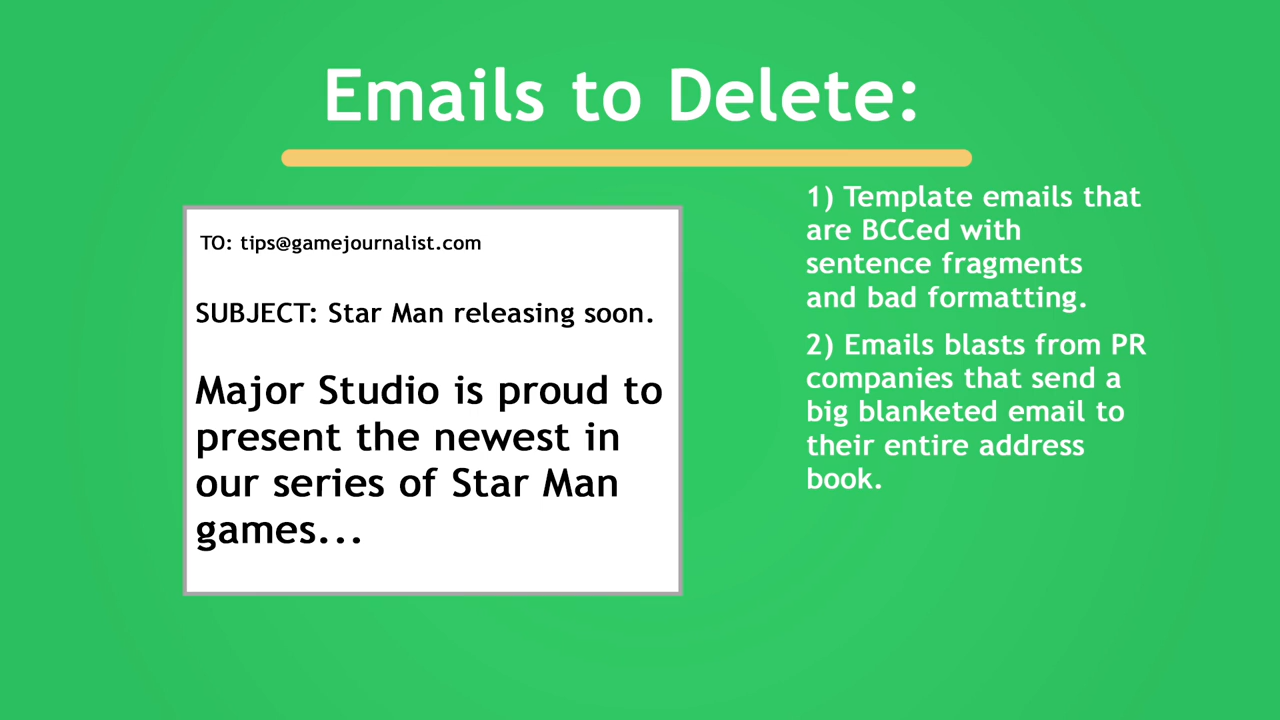 Emails to Delete:
TO: tips@gamejournalist.com
SUBJECT: Star Man releasing soon.
Major Studio is proud to
present the newest in
our series of Star Man
games...
1) Template emails that
are BCCed with
sentence fragments
and bad formatting.
2) Emails blasts from PR
companies that send a
big blanketed email to
their entire address
book.